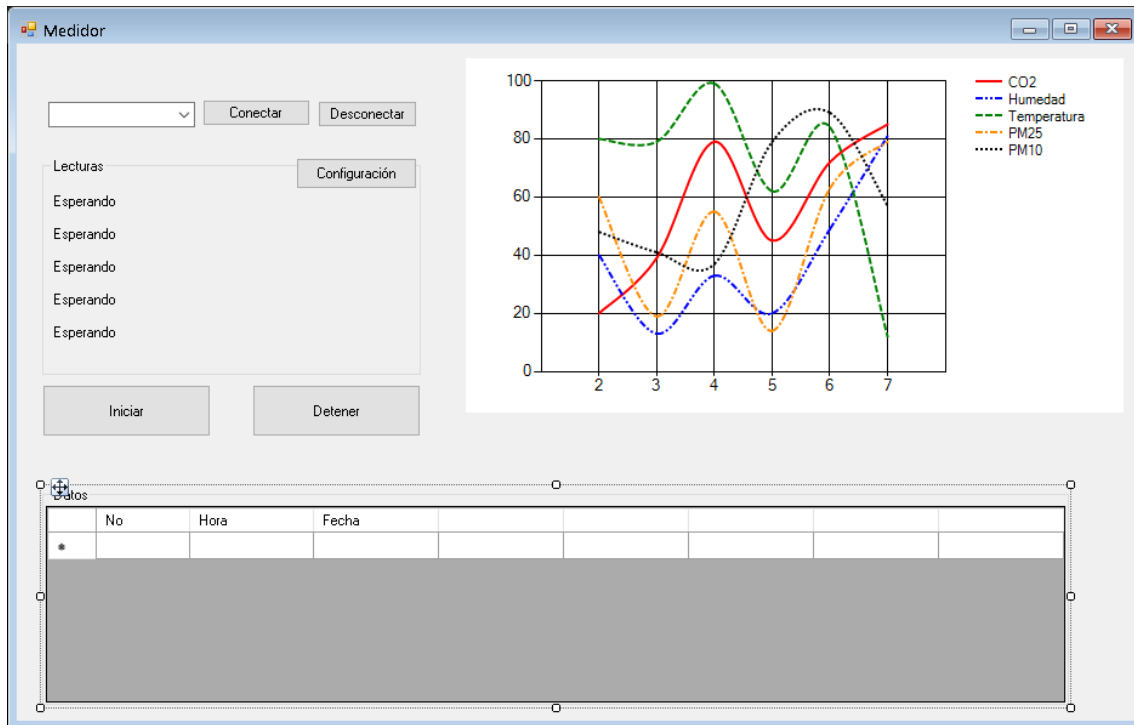 Medidor
Conectar
Desconectar
Lecturas
Configuración
Esperando
Esperando
Esperando
Esperando
Esperando
Iniciar
Detener
100
80
60
40
20
0
2 3 4 5 6 7
CO2
Humedad
Temperatura
PM25
PM10
Datos
No Hora Fecha